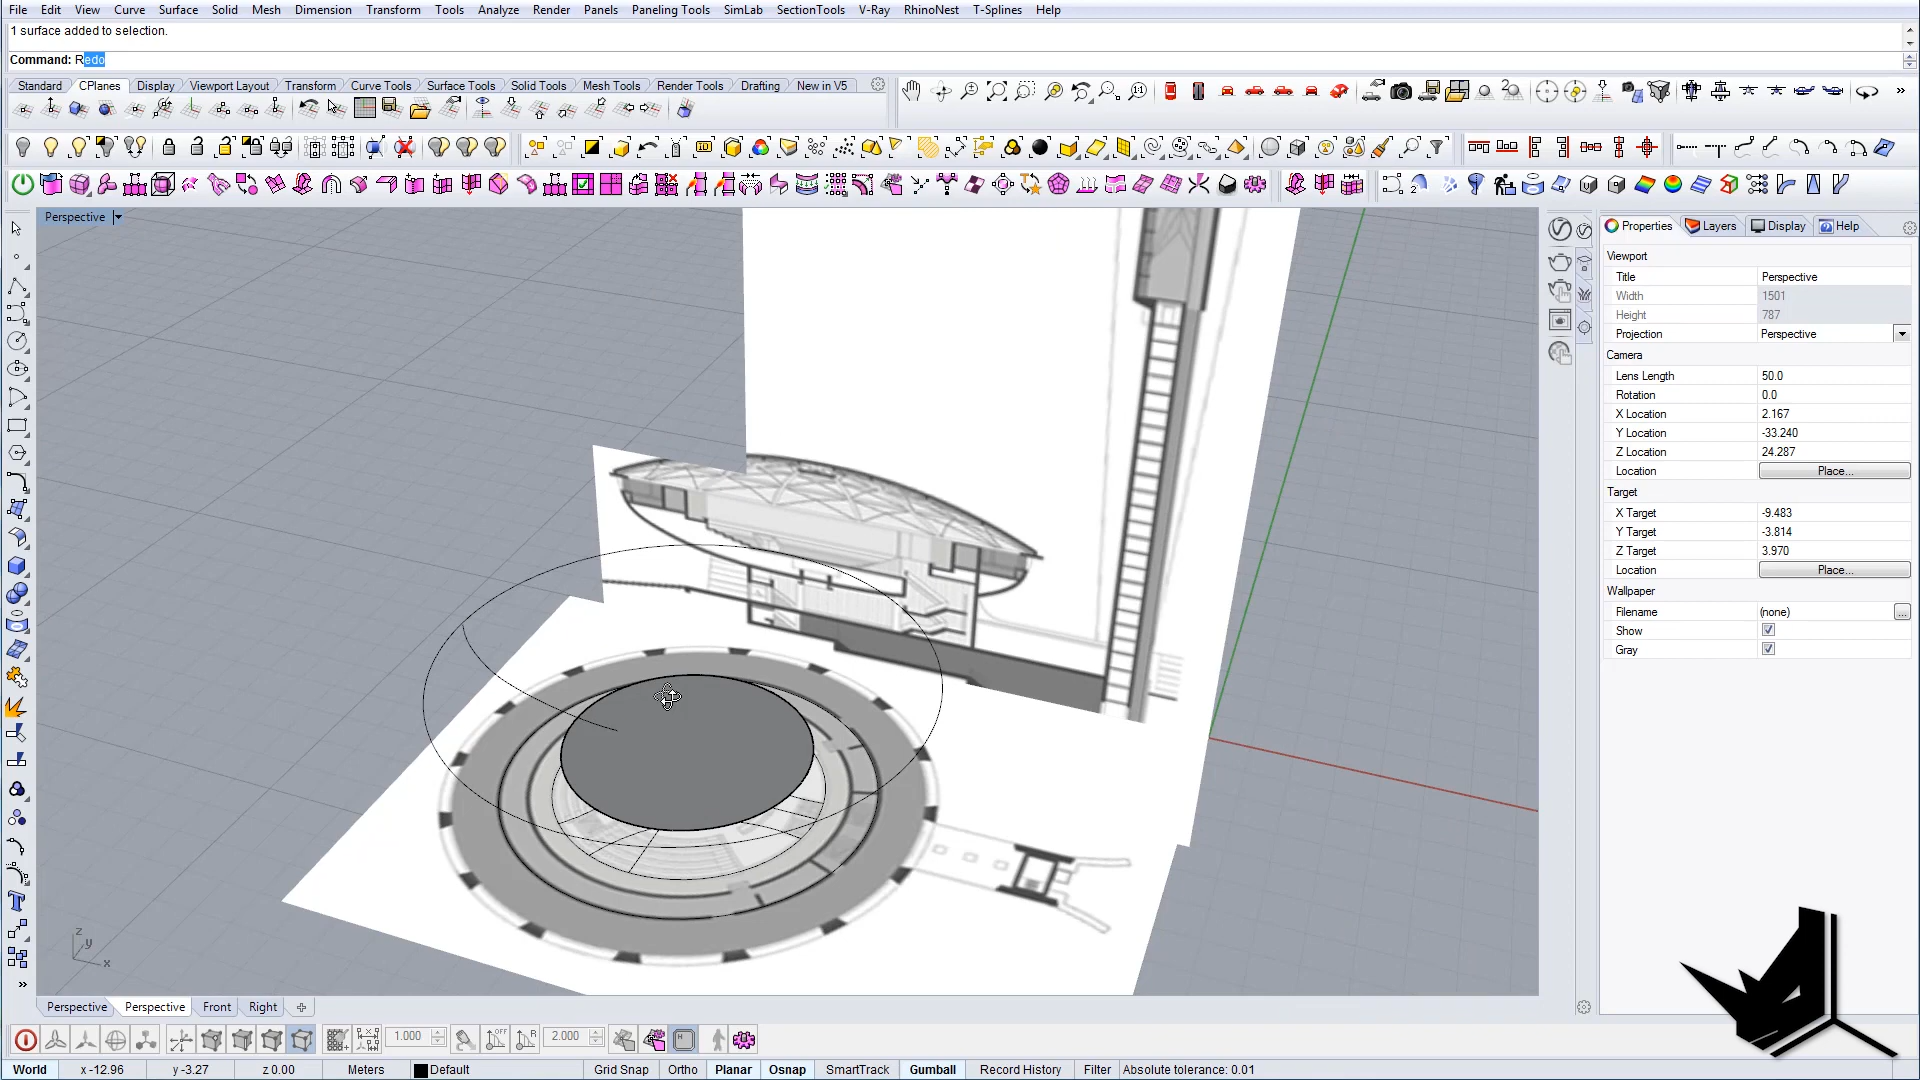 File Edit View Curve Surface Solid Mesh Dimension Transform Tools Analyze Render Panels Paneling Tools SimLab SectionTools V-Ray RhinoNest T-Splines Help
1 surface added to selection.
Command: Redo
Standard CPlanes Display Viewport Layout Transform Curve Tools Surface Tools Solid Tools Mesh Tools Render Tools Drafting New in V5
Perspective
Properties Layers Display Help
Viewport
Title Perspective
Width 1501
Height 787
Projection Perspective
Camera
Lens Length 50.0
Rotation 0.0
X Location 2.167
Y Location -33.240
Z Location 24.287
Location Place...
Target
X Target -9.483
Y Target -3.814
Z Target 3.970
Location Place...
Wallpaper
Filename (none) ...
Show
Gray
z
y
x
Perspective Perspective Front Right
1.000 2.000
World x -12.96 y -3.27 z 0.00 Meters Default Grid Snap Ortho Planar Osnap SmartTrack Gumball Record History Filter Absolute tolerance: 0.01